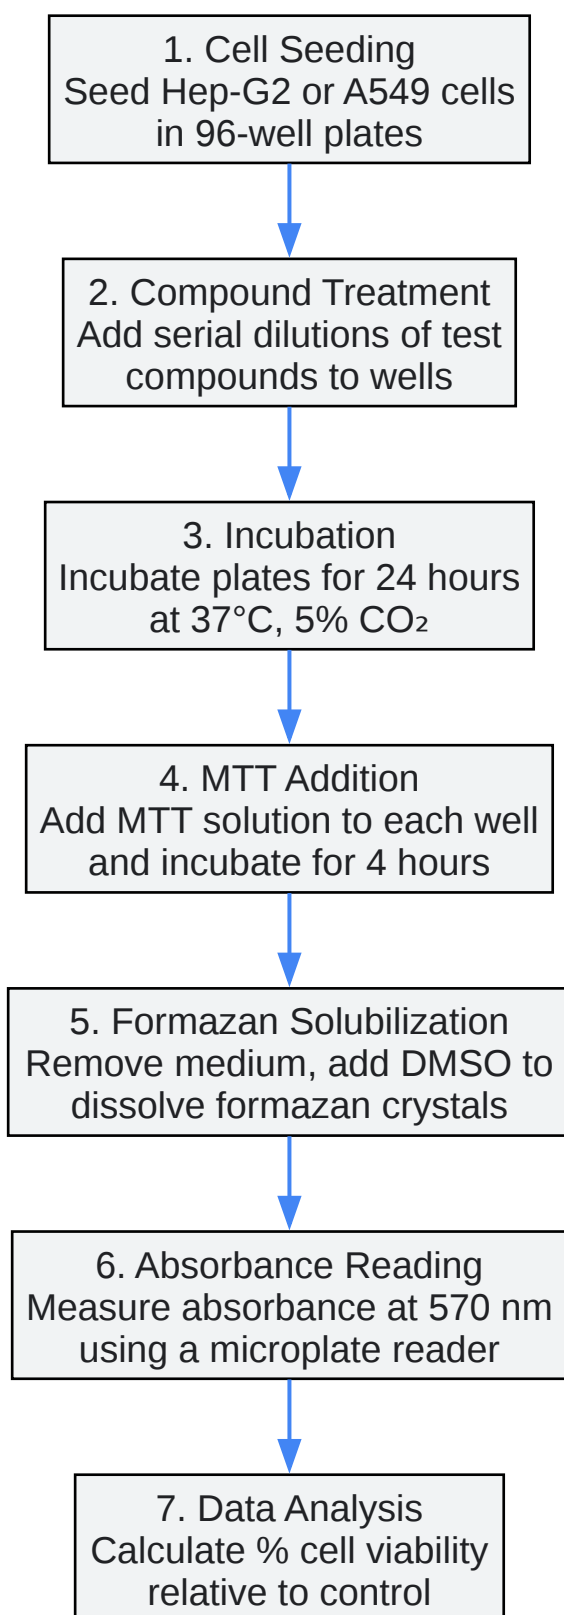 1. Cell Seeding
Seed Hep-G2 or A549 cells
in 96-well plates
2. Compound Treatment
Add serial dilutions of test
compounds to wells
3. Incubation
Incubate plates for 24 hours
at 37°C, 5% CO₂
4. MTT Addition
Add MTT solution to each well
and incubate for 4 hours
5. Formazan Solubilization
Remove medium, add DMSO to
dissolve formazan crystals
6. Absorbance Reading
Measure absorbance at 570 nm
using a microplate reader
7. Data Analysis
Calculate % cell viability
relative to control